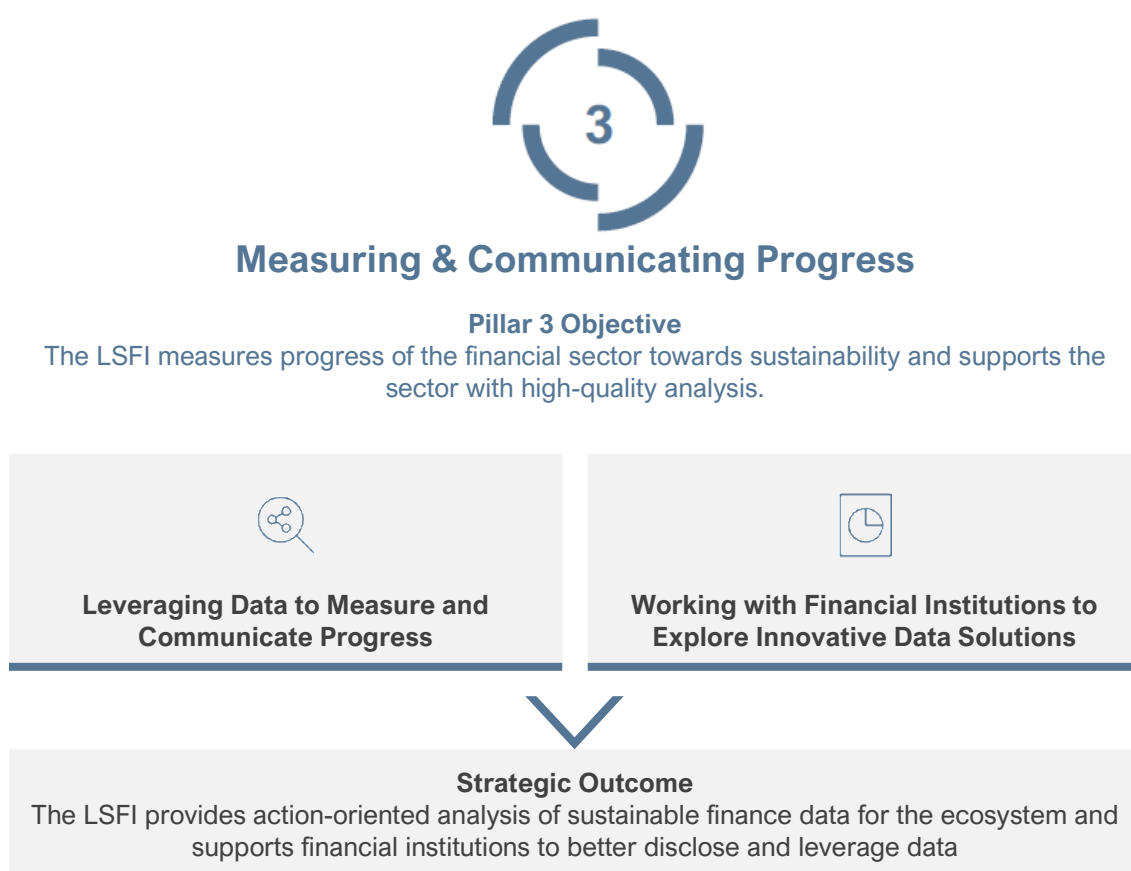 3
Measuring & Communicating Progress
Pillar 3 Objective
The LSFI measures progress of the financial sector towards sustainability and supports the
sector with high-quality analysis.
Leveraging Data to Measure and
Communicate Progress
Working with Financial Institutions to
Explore Innovative Data Solutions
Strategic Outcome
The LSFI provides action-oriented analysis of sustainable finance data for the ecosystem and
supports financial institutions to better disclose and leverage data